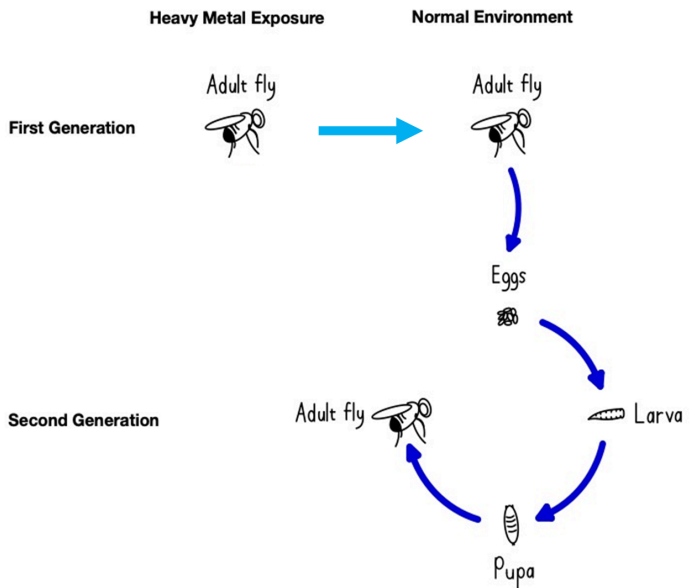 Heavy Metal Exposure
Normal Environment
Adult fly
Adult fly
First Generation
Eggs
Second Generation
Adult fly
Larva
Pupa